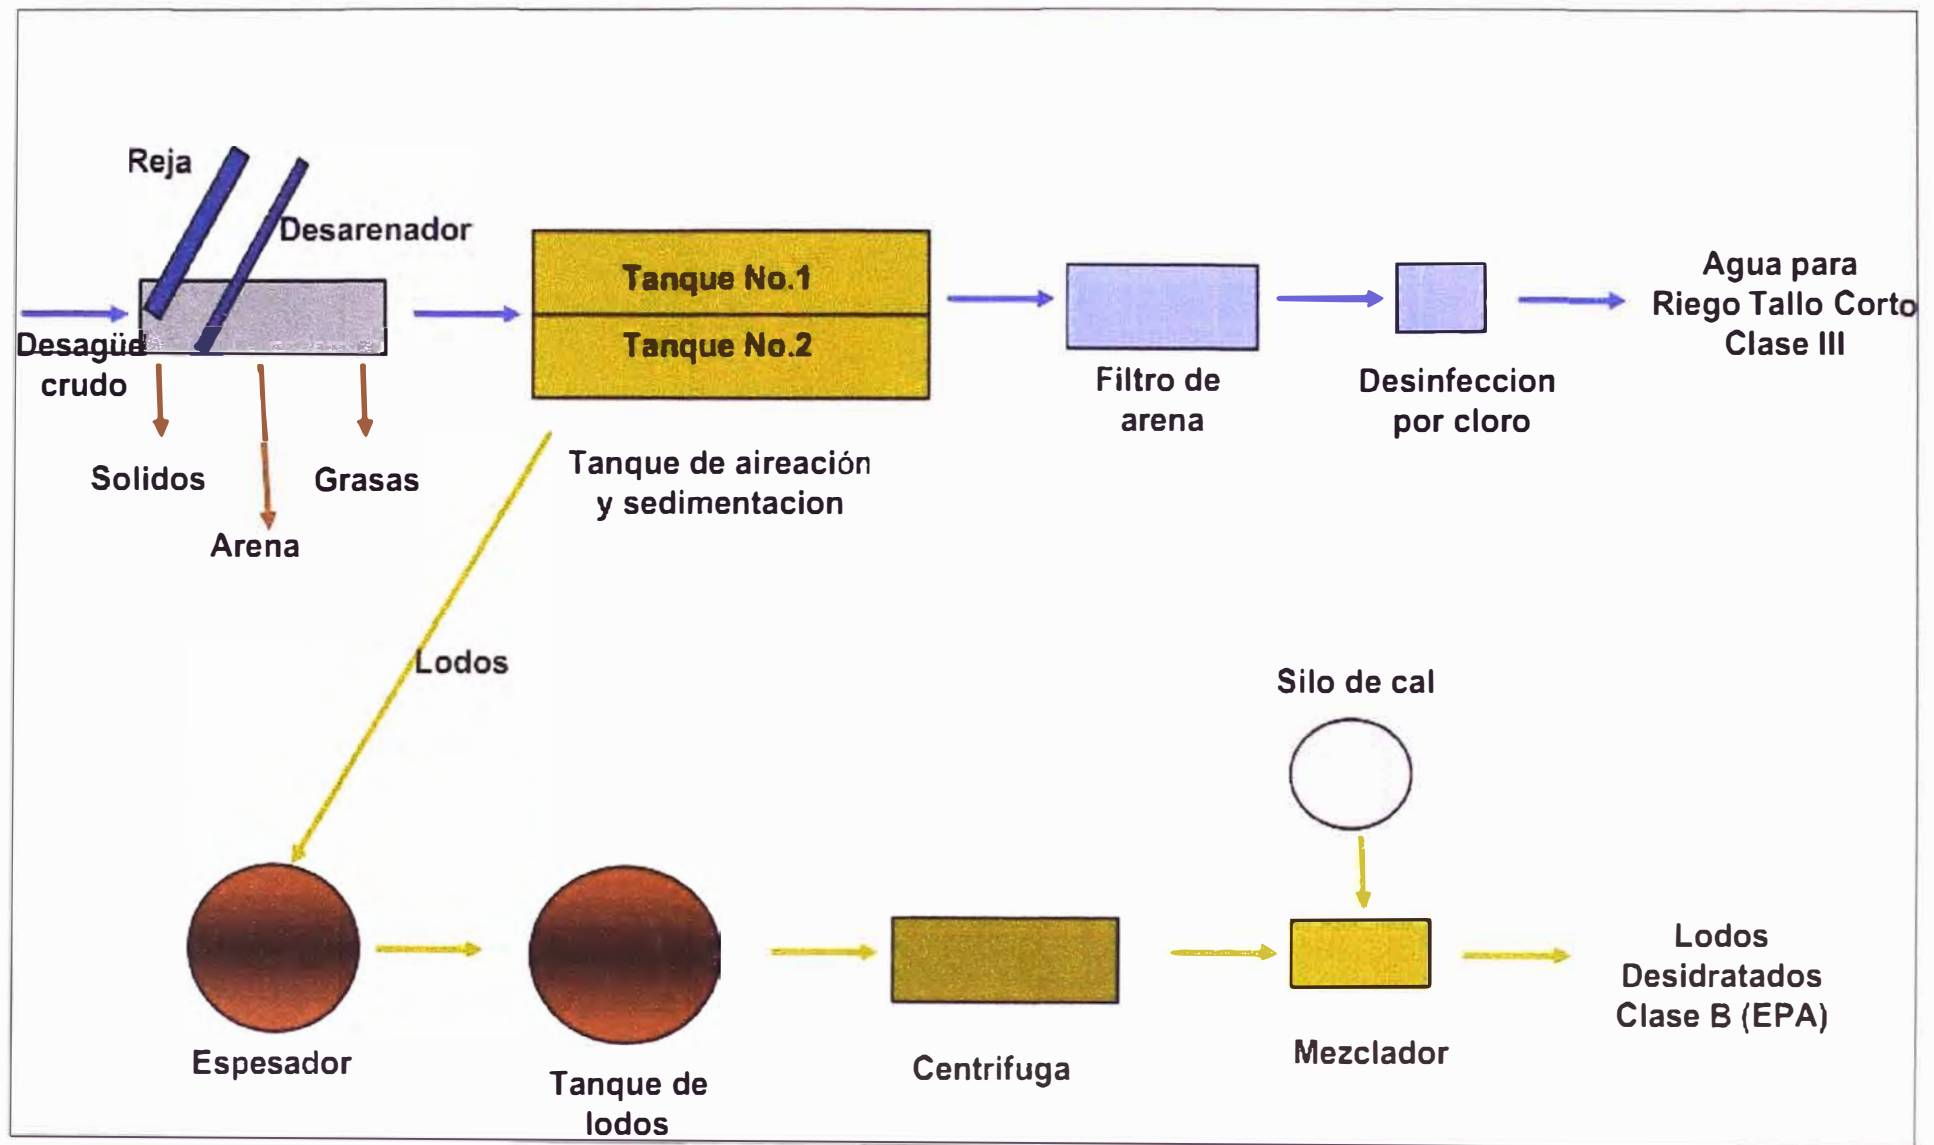 Reja
Desarenador
Desagüe
crudo
Solidos
Arena
Grasas
Tanque No.1
Tanque No.2
Tanque de aireación
y sedimentacion
Filtro de
arena
Desinfeccion
por cloro
Agua para
Riego Tallo Corto
Clase III
Lodos
Silo de cal
Espesador
Tanque de
lodos
Centrifuga
Mezclador
Lodos
Desidratados
Clase B (EPA)